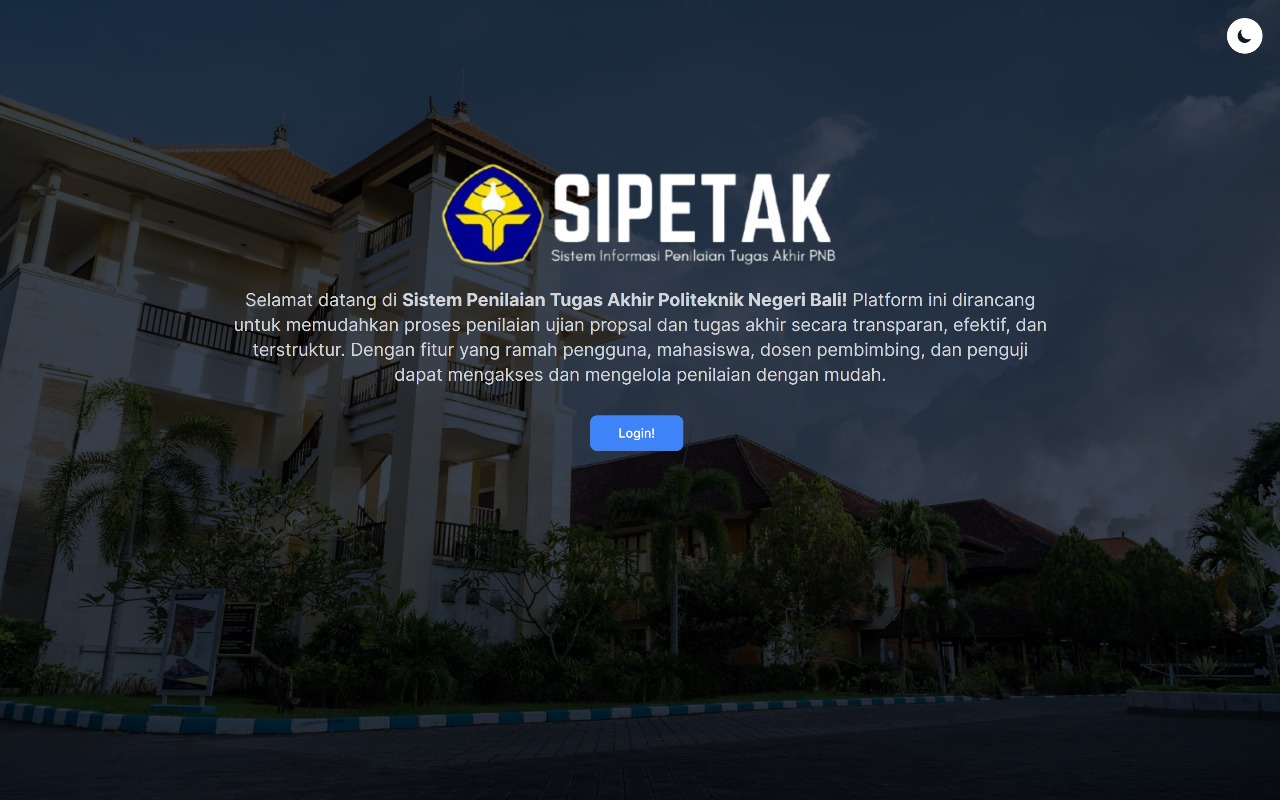 SIPETAK
Sistem Informasi Penilaian Tugas Akhir PNB
Selamat datang di Sistem Penilaian Tugas Akhir Politeknik Negeri Bali! Platform ini dirancang
untuk memudahkan proses penilaian ujian propsal dan tugas akhir secara transparan, efektif, dan
terstruktur. Dengan fitur yang ramah pengguna, mahasiswa, dosen pembimbing, dan penguji
dapat mengakses dan mengelola penilaian dengan mudah.
Login!